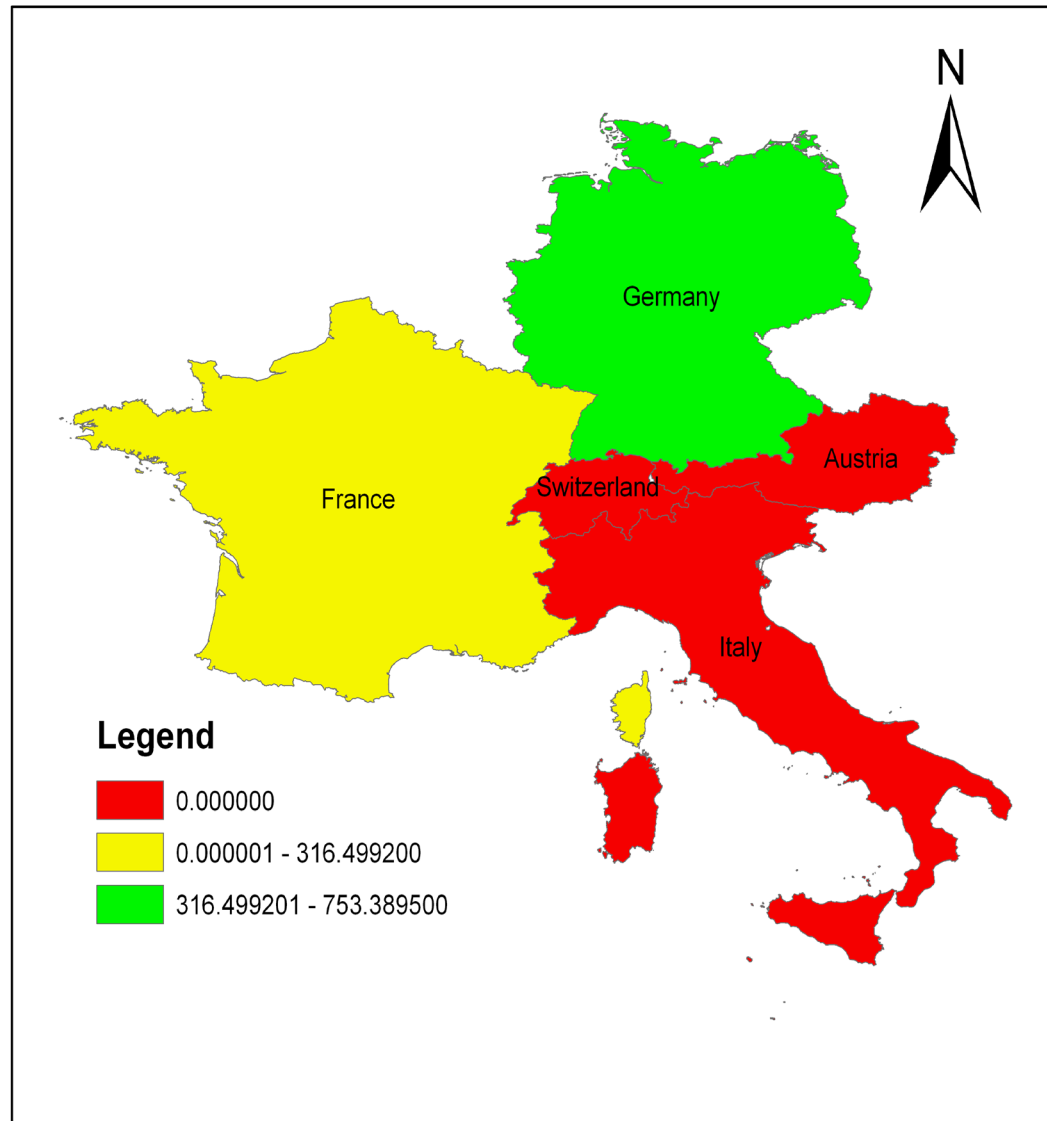 N
Germany
Austria
Switzerland
France
Italy
Legend
0.000000
0.000001 - 316.499200
316.499201 - 753.389500